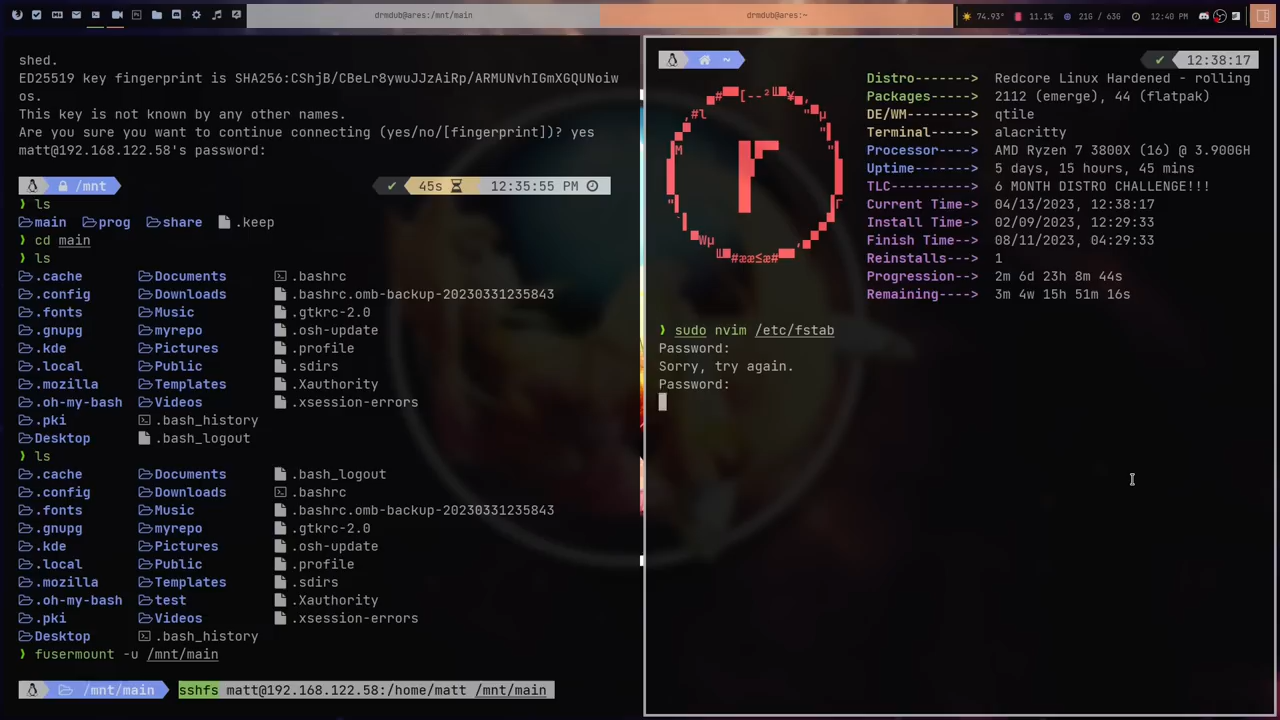 drmdub@ares:/mnt/main
drmdub@ares:~
74.93° 11.1% 21G / 63G 12:40 PM
shed.
ED25519 key fingerprint is SHA256:CShjB/CBeLr8ywuJJzAiRp/ARMUNvhIGmXGQUNoiw
os.
This key is not known by any other names.
Are you sure you want to continue connecting (yes/no/[fingerprint])? yes
matt@192.168.122.58's password:
/mnt 45s 12:35:55 PM
ls
main prog share .keep
cd main
ls
.cache Documents .bashrc
.config Downloads .bashrc.omb-backup-20230331235843
.fonts Music .gtkrc-2.0
.gnupg myrepo .osh-update
.kde Pictures .profile
.local Public .sdirs
.mozilla Templates .Xauthority
.oh-my-bash Videos .xsession-errors
.pki .bash_history
Desktop .bash_logout
ls
.cache Documents .bash_logout
.config Downloads .bashrc
.fonts Music .bashrc.omb-backup-20230331235843
.gnupg myrepo .gtkrc-2.0
.kde Pictures .osh-update
.local Public .profile
.mozilla Templates .sdirs
.oh-my-bash test .Xauthority
.pki Videos .xsession-errors
Desktop .bash_history
fusermount -u /mnt/main
/mnt/main sshfs matt@192.168.122.58:/home/matt /mnt/main
~ 12:38:17
Distro-------> Redcore Linux Hardened - rolling
Packages-----> 2112 (emerge), 44 (flatpak)
DE/WM--------> qtile
Terminal-----> alacritty
Processor----> AMD Ryzen 7 3800X (16) @ 3.900GH
Uptime-------> 5 days, 15 hours, 45 mins
TLC----------> 6 MONTH DISTRO CHALLENGE!!!
Current Time-> 04/13/2023, 12:38:17
Install Time-> 02/09/2023, 12:29:33
Finish Time--> 08/11/2023, 04:29:33
Reinstalls---> 1
Progression--> 2m 6d 23h 8m 44s
Remaining----> 3m 4w 15h 51m 16s
sudo nvim /etc/fstab
Password:
Sorry, try again.
Password: